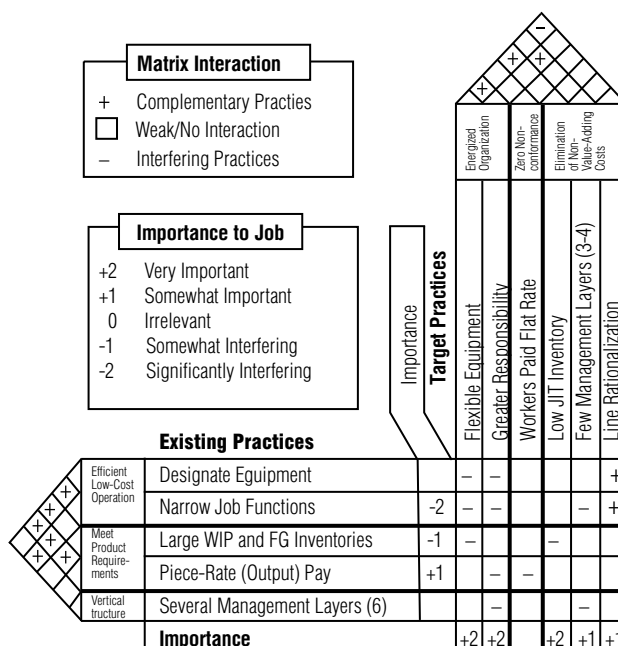 Matrix Interaction
+ Complementary Practies
Weak/No Interaction
– Interfering Practices
Importance to Job
+2 Very Important
+1 Somewhat Important
0 Irrelevant
-1 Somewhat Interfering
-2 Significantly Interfering
–
+ +
+
+
Energized
Organization
Zero Non-
conformance
Elimination
of Non-
Value-Adding
Costs
Importance
Target Practices
Flexible Equipment
Greater Responsibility
Workers Paid Flat Rate
Low JIT Inventory
Few Management Layers (3-4)
Line Rationalization
Existing Practices
Efficient
Low-Cost
Operation
Designate Equipment – – +
Narrow Job Functions -2 – – – +
Meet
Product
Require-
ments
Large WIP and FG Inventories -1 – –
Piece-Rate (Output) Pay +1 – –
Vertical
tructure
Several Management Layers (6) – –
+
+
+
+
+
+
Importance +2 +2 +2 +1 +1